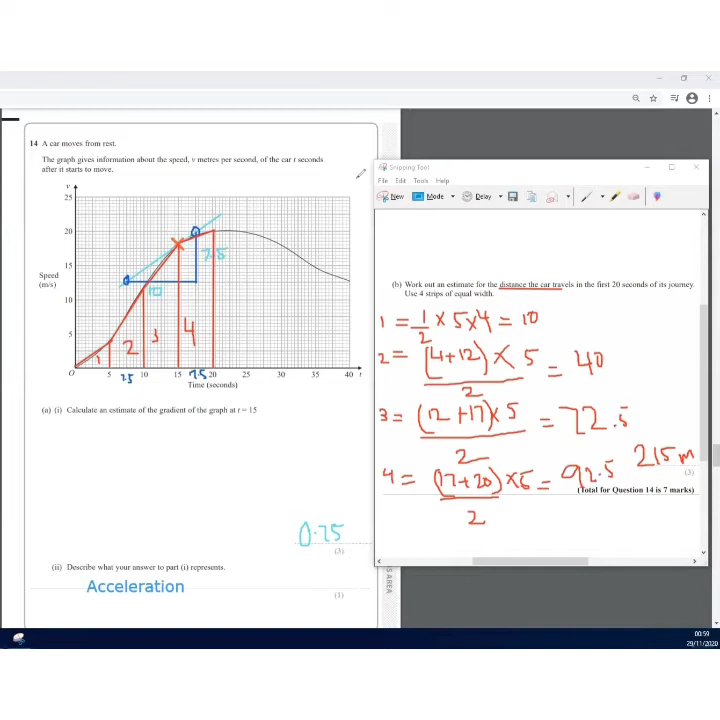 14 A car moves from rest.
The graph gives information about the speed, v metres per second, of the car t seconds
after it starts to move.
v
25
20
15
10
5
O
Speed
(m/s)
7.5
10
1
2
3
4
5 10 15 20 25 30 35 40 t
7.5 7.5
Time (seconds)
(a) (i) Calculate an estimate of the gradient of the graph at t = 15
0.75
(3)
(ii) Describe what your answer to part (i) represents.
Acceleration
(1)
S AREA
Snipping Tool
File Edit Tools Help
New Mode Delay
(b) Work out an estimate for the distance the car travels in the first 20 seconds of its journey.
Use 4 strips of equal width.
1 = 1/2 × 5 × 4 = 10
2 = (4+12) × 5 / 2 = 40
3 = (12+17) × 5 / 2 = 72.5
4 = (17+20) × 5 / 2 = 92.5
215 m
(3)
(Total for Question 14 is 7 marks)
00:59
29/11/2020